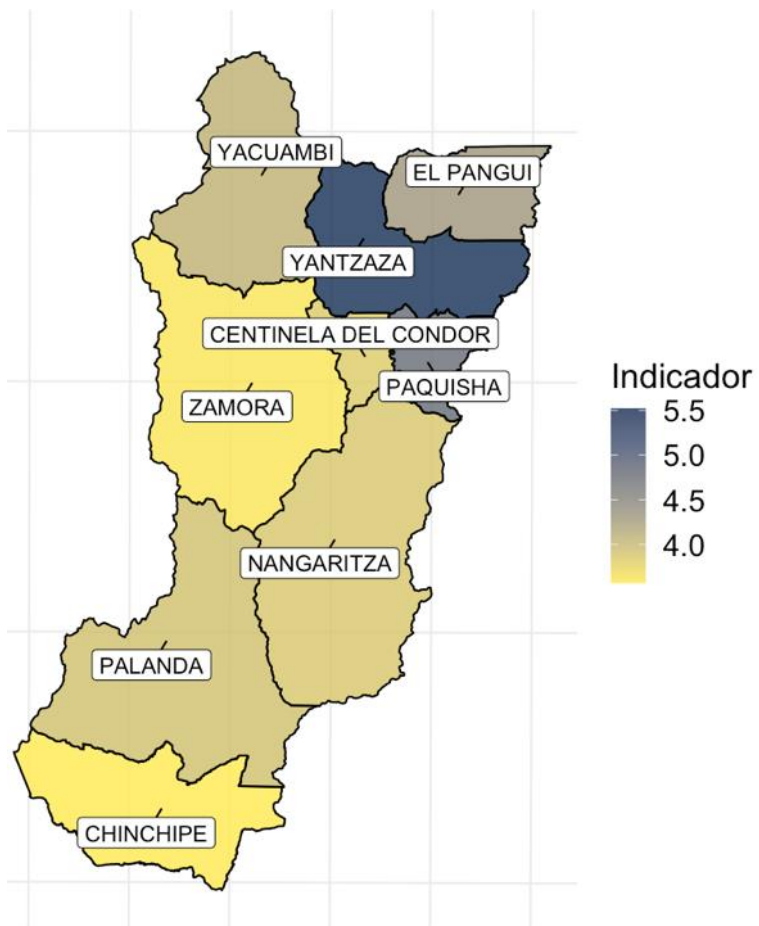 YACUAMBI
EL PANGUI
YANTZAZA
CENTINELA DEL CONDOR
PAQUISHA
ZAMORA
NANGARITZA
PALANDA
CHINCHIPE
Indicador
5.5
5.0
4.5
4.0